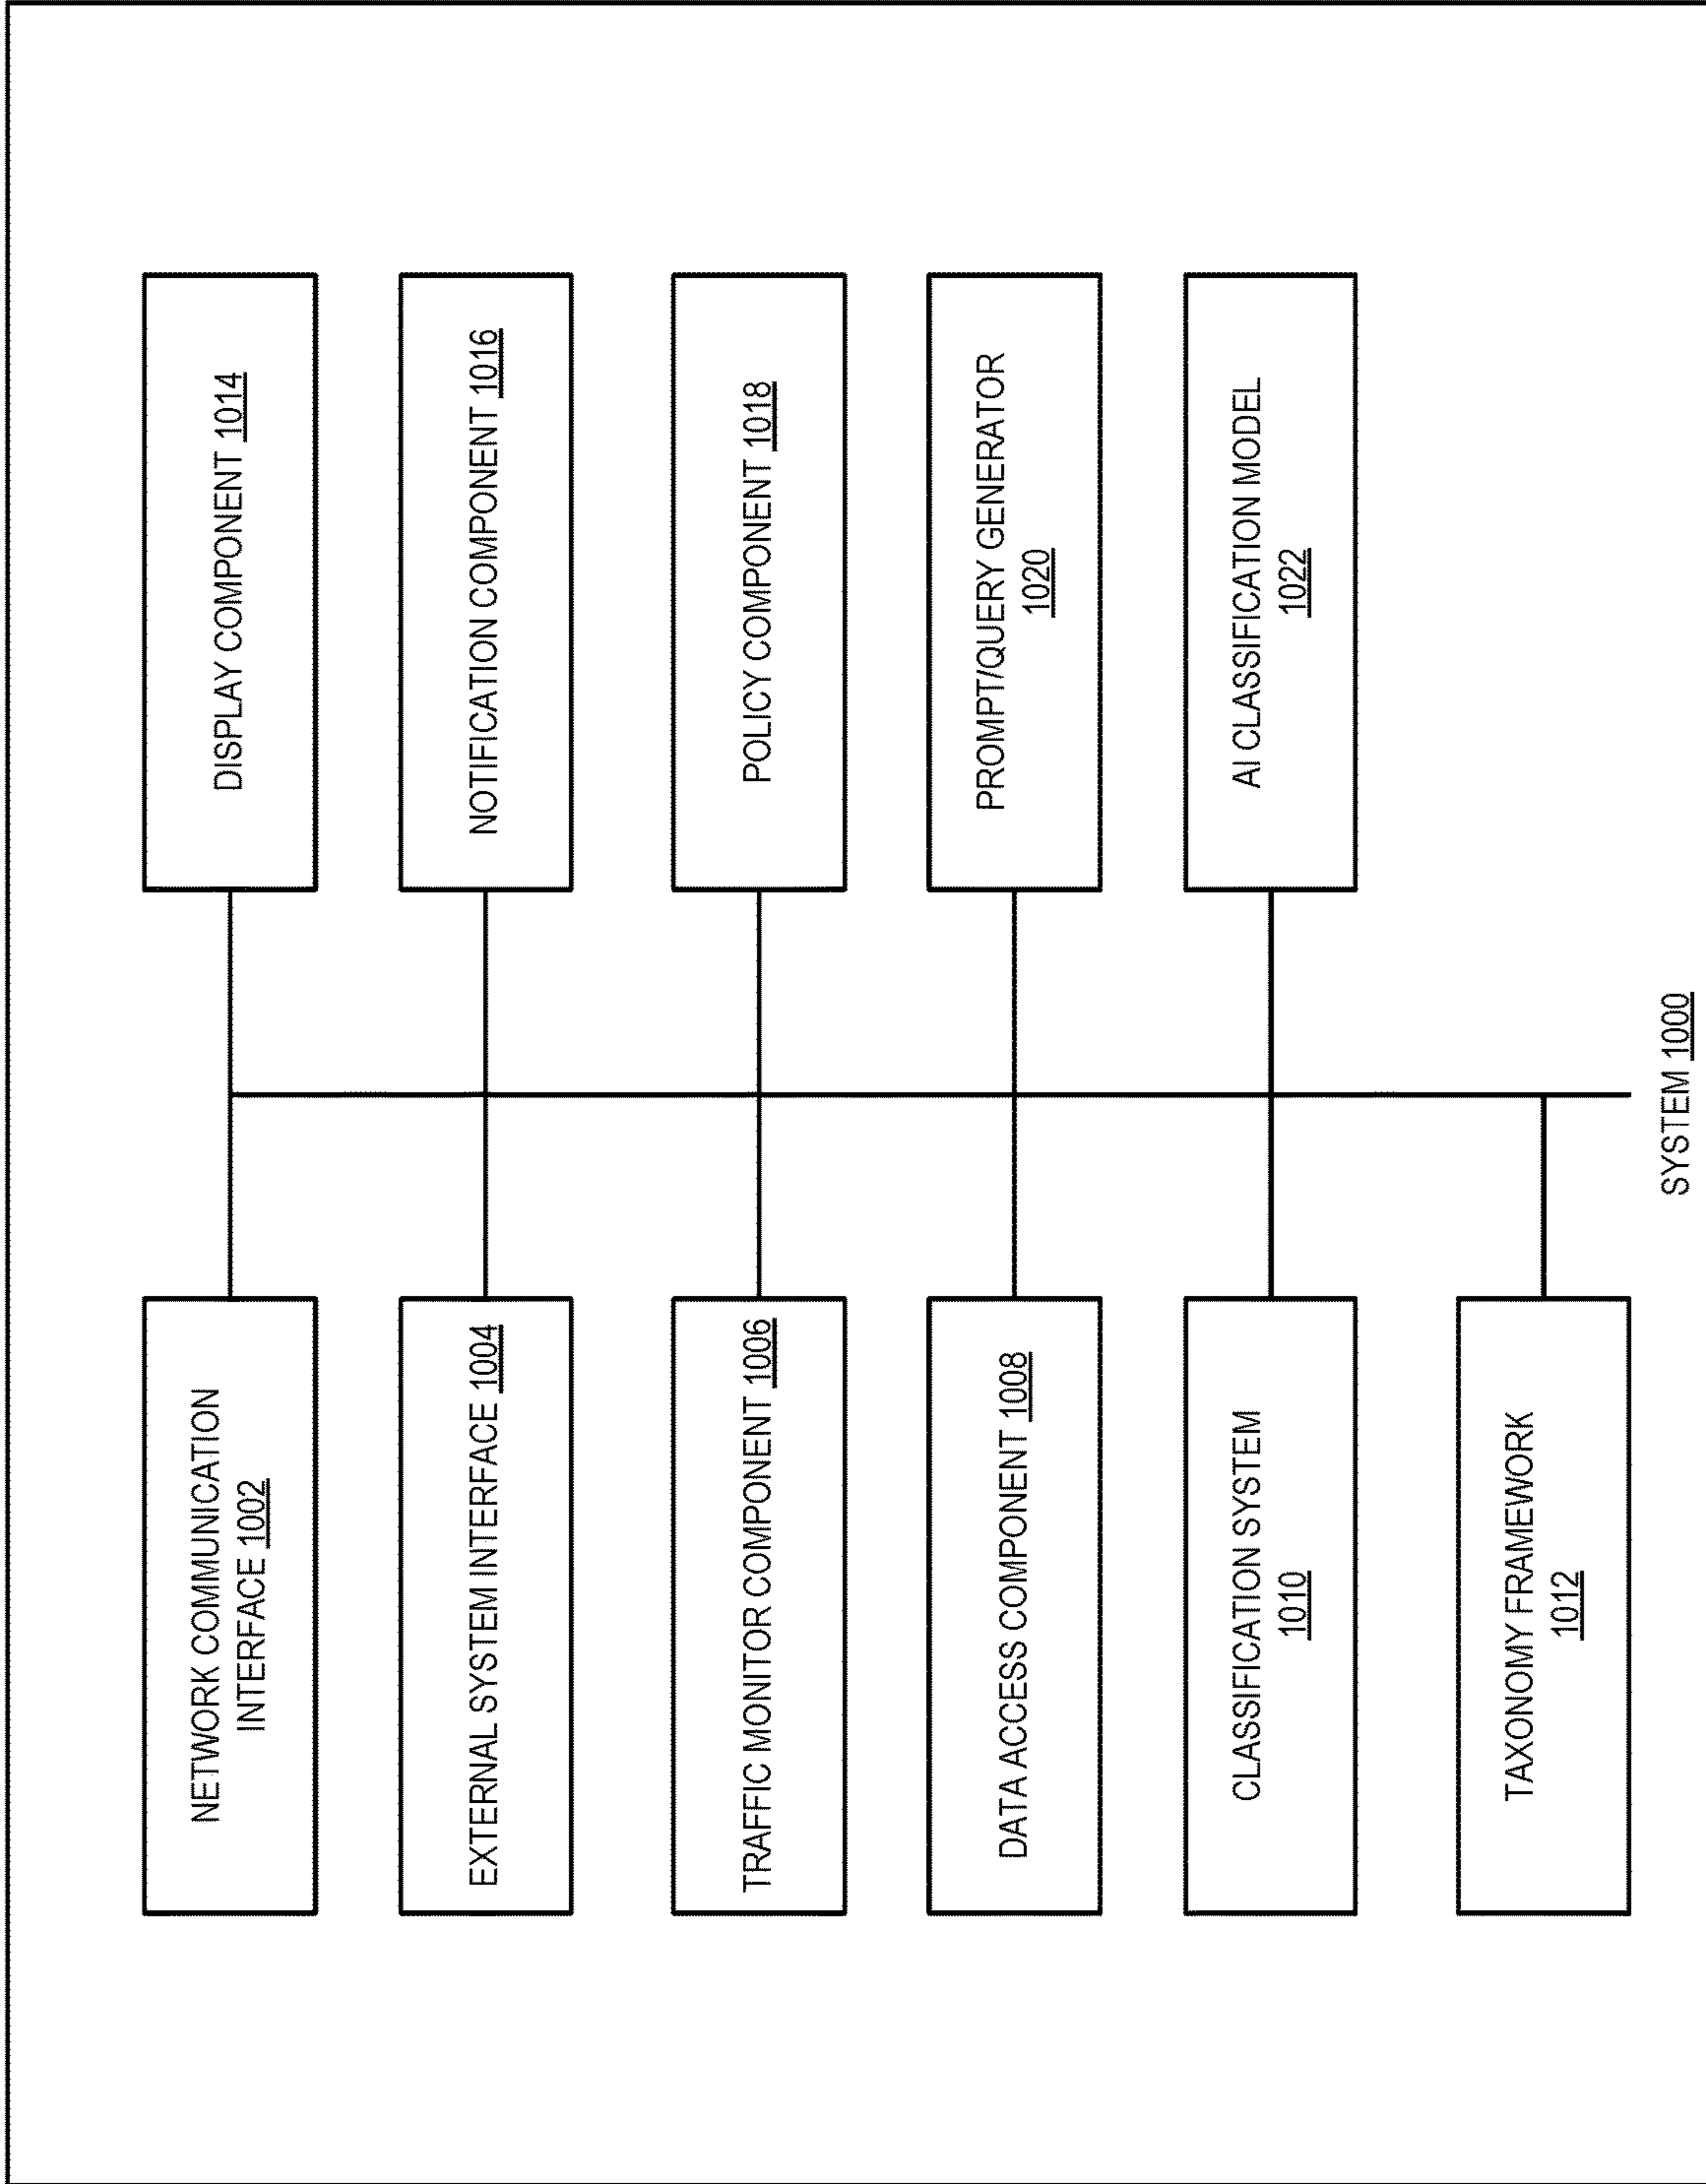 NETWORK COMMUNICATION
INTERFACE 1002
EXTERNAL SYSTEM INTERFACE 1004
TRAFFIC MONITOR COMPONENT 1006
DATA ACCESS COMPONENT 1008
CLASSIFICATION SYSTEM
1010
TAXONOMY FRAMEWORK
1012
DISPLAY COMPONENT 1014
NOTIFICATION COMPONENT 1016
POLICY COMPONENT 1018
PROMPT/QUERY GENERATOR
1020
AI CLASSIFICATION MODEL
1022
SYSTEM 1000